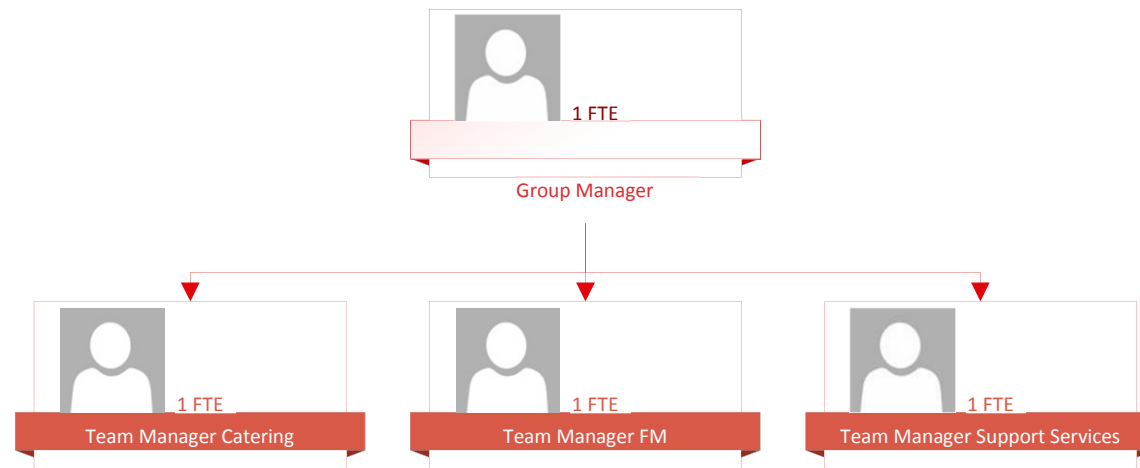 1 FTE
Group Manager
1 FTE
Team Manager Catering
1 FTE
Team Manager FM
1 FTE
Team Manager Support Services